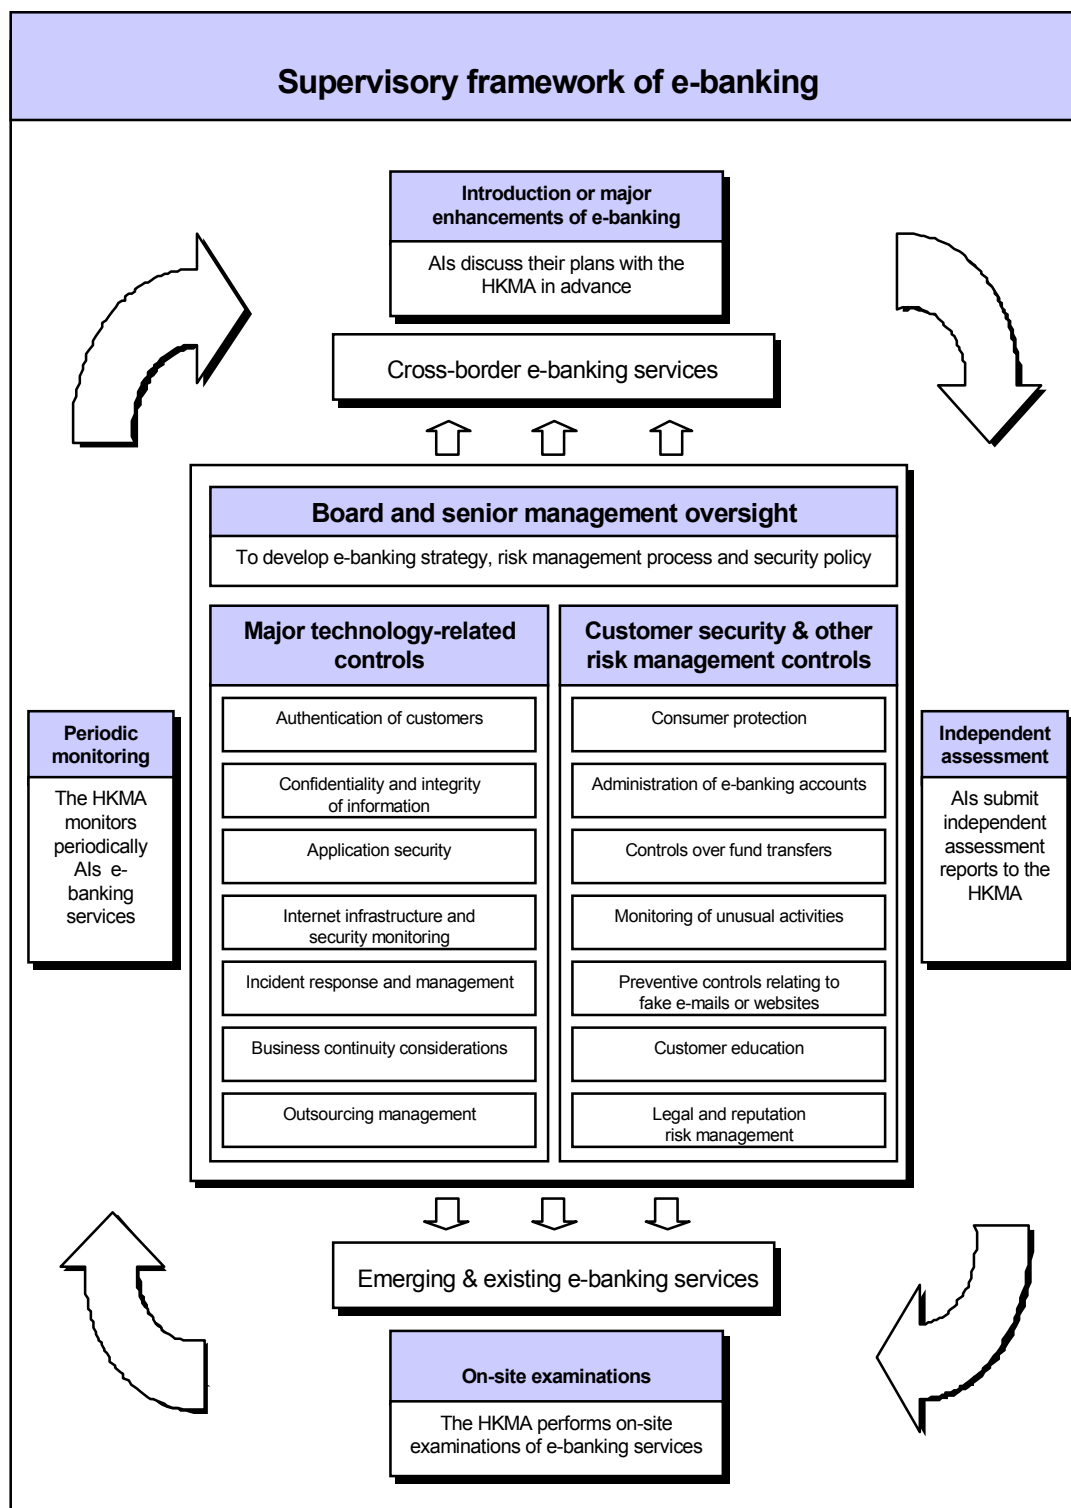 Supervisory framework of e-banking
Introduction or major
enhancements of e-banking
AIs discuss their plans with the
HKMA in advance
Cross-border e-banking services
Board and senior management oversight
To develop e-banking strategy, risk management process and security policy
Major technology-related
controls
Authentication of customers
Confidentiality and integrity
of information
Application security
Internet infrastructure and
security monitoring
Incident response and management
Business continuity considerations
Outsourcing management
Customer security & other
risk management controls
Consumer protection
Administration of e-banking accounts
Controls over fund transfers
Monitoring of unusual activities
Preventive controls relating to
fake e-mails or websites
Customer education
Legal and reputation
risk management
Periodic
monitoring
The HKMA
monitors
periodically
AIs e-
banking
services
Independent
assessment
AIs submit
independent
assessment
reports to the
HKMA
Emerging & existing e-banking services
On-site examinations
The HKMA performs on-site
examinations of e-banking services